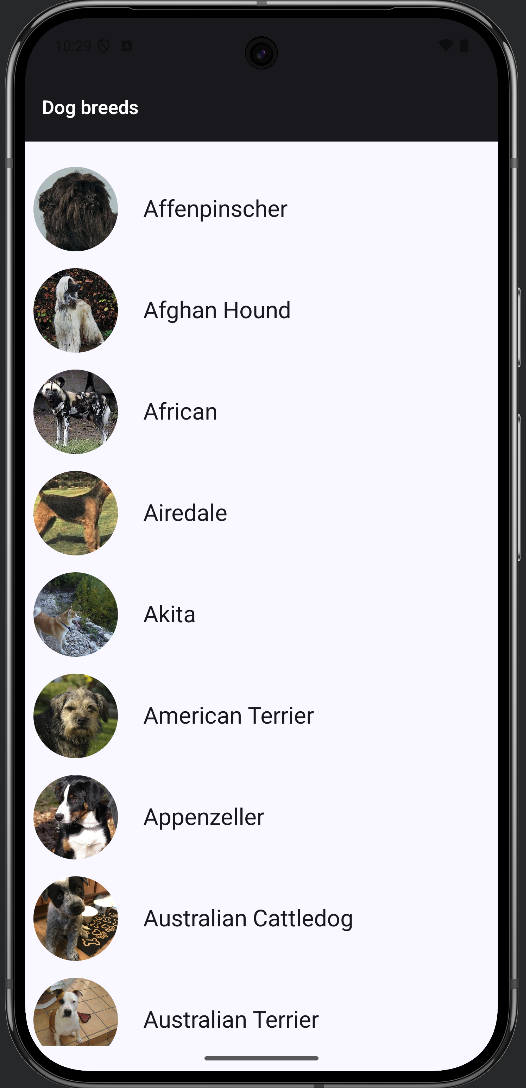 10:29
Dog breeds
Affenpinscher
Afghan Hound
African
Airedale
Akita
American Terrier
Appenzeller
Australian Cattledog
Australian Terrier